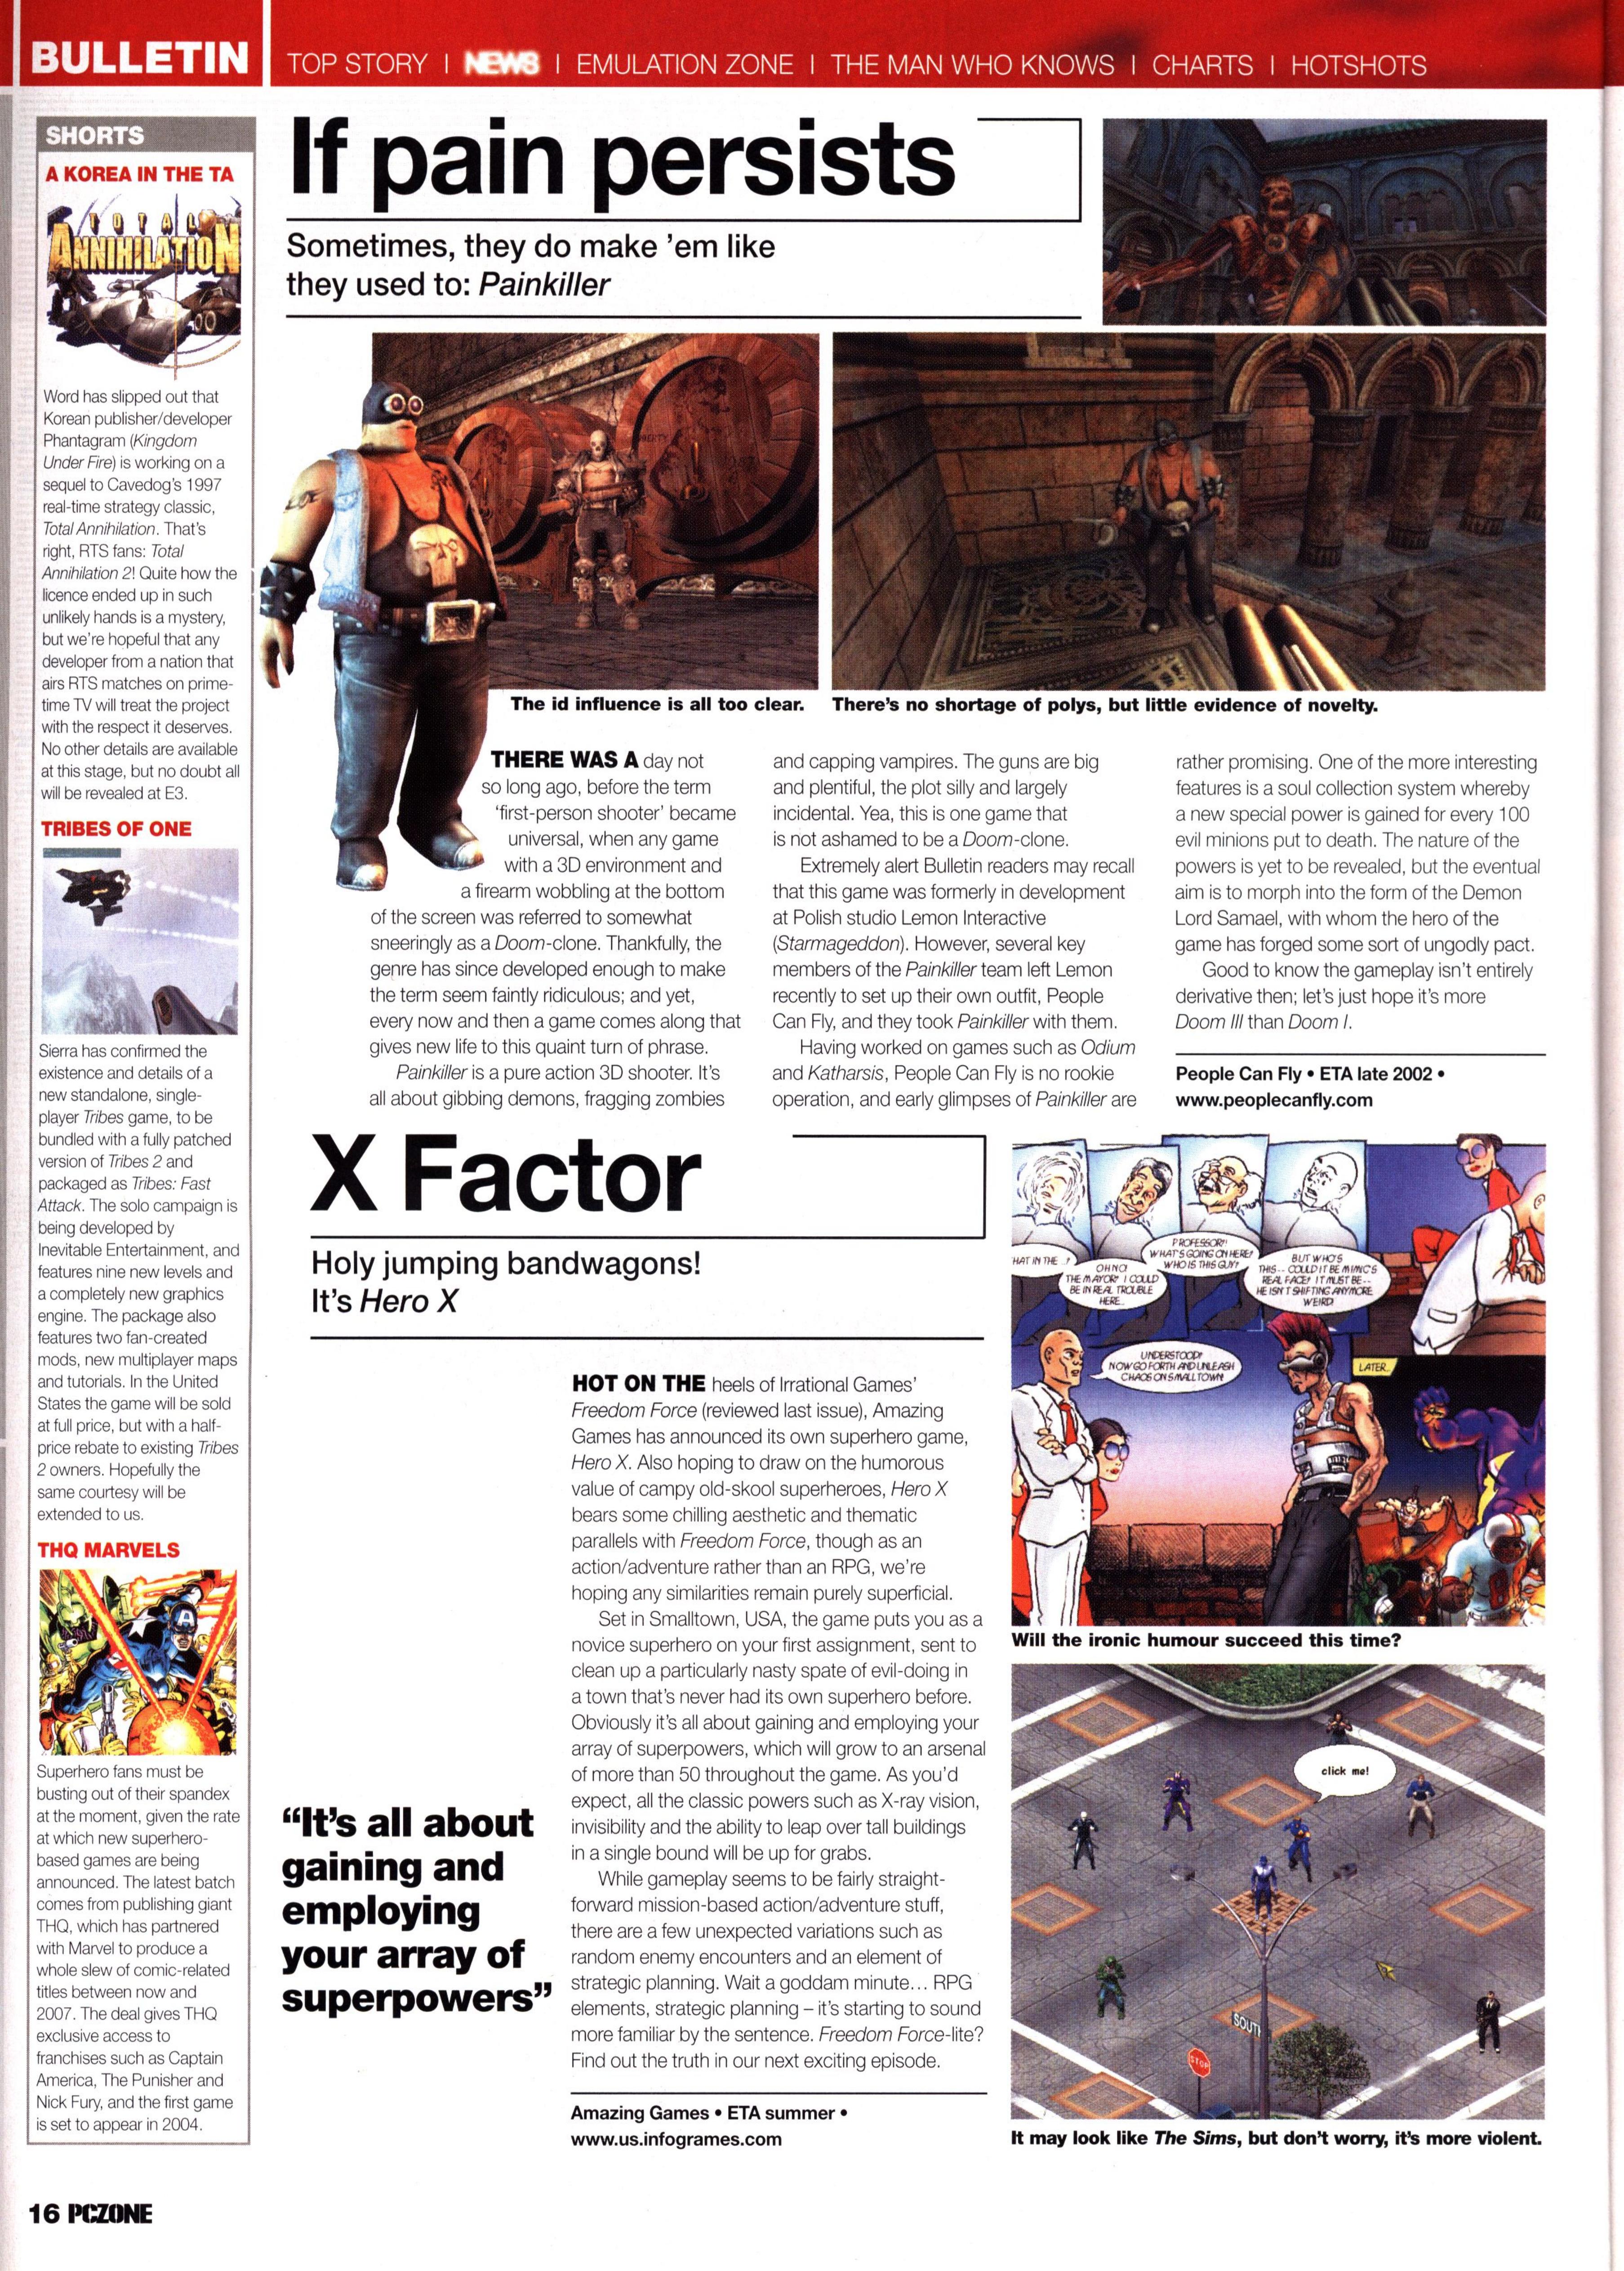 BULLETIN
TOP STORY | NEWS | EMULATION ZONE | THE MAN WHO KNOWS | CHARTS | HOTSHOTS
SHORTS
A KOREA IN THE TA
TOTAL
ANNIHILATION
Word has slipped out that
Korean publisher/developer
Phantagram (Kingdom
Under Fire) is working on a
sequel to Cavedog's 1997
real-time strategy classic,
Total Annihilation. That's
right, RTS fans: Total
Annihilation 2! Quite how the
licence ended up in such
unlikely hands is a mystery,
but we're hopeful that any
developer from a nation that
airs RTS matches on prime-
time TV will treat the project
with the respect it deserves.
No other details are available
at this stage, but no doubt all
will be revealed at E3.
TRIBES OF ONE
Sierra has confirmed the
existence and details of a
new standalone, single-
player Tribes game, to be
bundled with a fully patched
version of Tribes 2 and
packaged as Tribes: Fast
Attack. The solo campaign is
being developed by
Inevitable Entertainment, and
features nine new levels and
a completely new graphics
engine. The package also
features two fan-created
mods, new multiplayer maps
and tutorials. In the United
States the game will be sold
at full price, but with a half-
price rebate to existing Tribes
2 owners. Hopefully the
same courtesy will be
extended to us.
THQ MARVELS
Superhero fans must be
busting out of their spandex
at the moment, given the rate
at which new superhero-
based games are being
announced. The latest batch
comes from publishing giant
THQ, which has partnered
with Marvel to produce a
whole slew of comic-related
titles between now and
2007. The deal gives THQ
exclusive access to
franchises such as Captain
America, The Punisher and
Nick Fury, and the first game
is set to appear in 2004.
If pain persists
Sometimes, they do make 'em like
they used to: Painkiller
The id influence is all too clear.
There's no shortage of polys, but little evidence of novelty.
THERE WAS A day not
so long ago, before the term
'first-person shooter' became
universal, when any game
with a 3D environment and
a firearm wobbling at the bottom
of the screen was referred to somewhat
sneeringly as a Doom-clone. Thankfully, the
genre has since developed enough to make
the term seem faintly ridiculous; and yet,
every now and then a game comes along that
gives new life to this quaint turn of phrase.
Painkiller is a pure action 3D shooter. It's
all about gibbing demons, fragging zombies
and capping vampires. The guns are big
and plentiful, the plot silly and largely
incidental. Yea, this is one game that
is not ashamed to be a Doom-clone.
Extremely alert Bulletin readers may recall
that this game was formerly in development
at Polish studio Lemon Interactive
(Starmageddon). However, several key
members of the Painkiller team left Lemon
recently to set up their own outfit, People
Can Fly, and they took Painkiller with them.
Having worked on games such as Odium
and Katharsis, People Can Fly is no rookie
operation, and early glimpses of Painkiller are
rather promising. One of the more interesting
features is a soul collection system whereby
a new special power is gained for every 100
evil minions put to death. The nature of the
powers is yet to be revealed, but the eventual
aim is to morph into the form of the Demon
Lord Samael, with whom the hero of the
game has forged some sort of ungodly pact.
Good to know the gameplay isn't entirely
derivative then; let's just hope it's more
Doom III than Doom I.
People Can Fly • ETA late 2002 •
www.peoplecanfly.com
X Factor
Holy jumping bandwagons!
It's Hero X
HOT ON THE heels of Irrational Games'
Freedom Force (reviewed last issue), Amazing
Games has announced its own superhero game,
Hero X. Also hoping to draw on the humorous
value of campy old-skool superheroes, Hero X
bears some chilling aesthetic and thematic
parallels with Freedom Force, though as an
action/adventure rather than an RPG, we're
hoping any similarities remain purely superficial.
Set in Smalltown, USA, the game puts you as a
novice superhero on your first assignment, sent to
clean up a particularly nasty spate of evil-doing in
a town that's never had its own superhero before.
Obviously it's all about gaining and employing your
array of superpowers, which will grow to an arsenal
of more than 50 throughout the game. As you'd
expect, all the classic powers such as X-ray vision,
invisibility and the ability to leap over tall buildings
in a single bound will be up for grabs.
While gameplay seems to be fairly straight-
forward mission-based action/adventure stuff,
there are a few unexpected variations such as
random enemy encounters and an element of
strategic planning. Wait a goddam minute... RPG
elements, strategic planning – it's starting to sound
more familiar by the sentence. Freedom Force-lite?
Find out the truth in our next exciting episode.
Amazing Games • ETA summer •
www.us.infogrames.com
"It's all about
gaining and
employing
your array of
superpowers"
HAT IN THE ..?
OH NO!
THE MAYOR! I COULD
BE IN REAL TROUBLE
HERE...
PROFESSOR!!
WHAT'S GOING ON HERE?
WHO IS THIS GUY?
BUT WHO'S
THIS-- COULD IT BE MIMIC'S
REAL FACE? IT MUST BE--
HE ISN'T SHIFTING ANYMORE.
WEIRD!
UNDERSTOOD?
NOW GO FORTH AND UNLEASH
CHAOS ON SMALLTOWN!
LATER...
Will the ironic humour succeed this time?
click me!
SOUTH
STOP
It may look like The Sims, but don't worry, it's more violent.
16 PCZONE